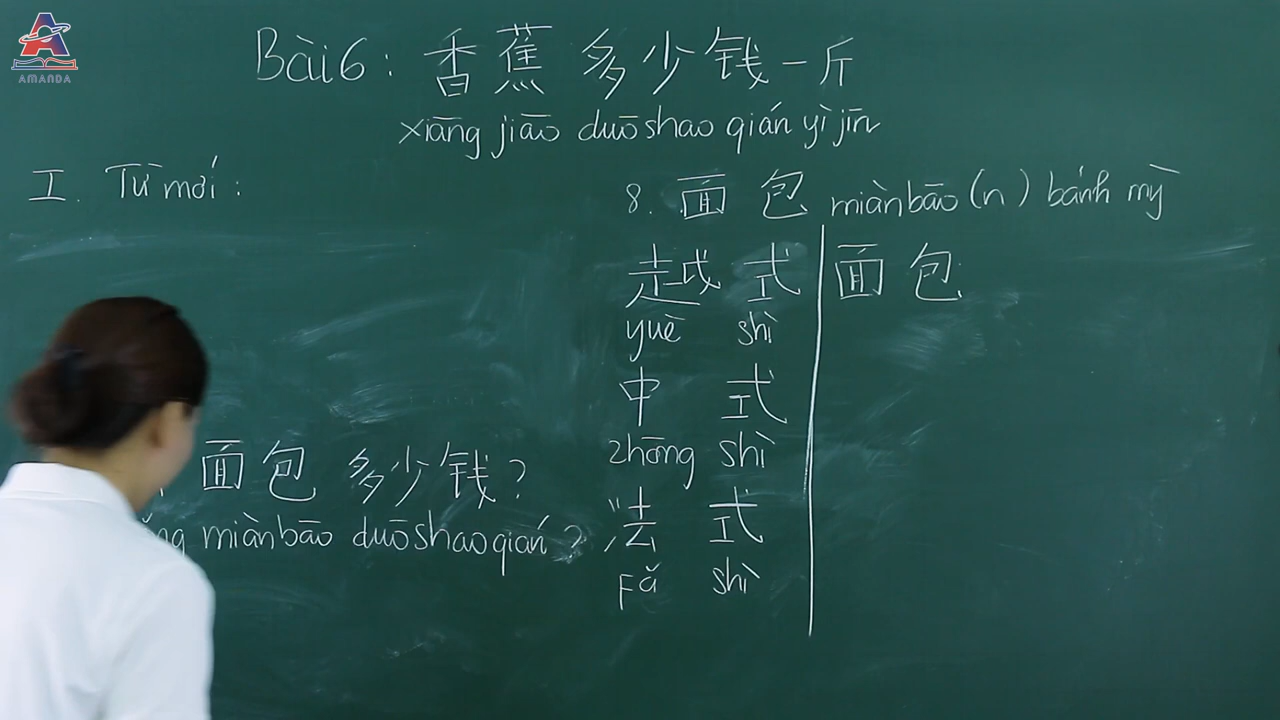 AMANDA
Bài 6 : 香蕉 多少钱一斤
xiāng jiāo duō shao qián yì jīn
I. Từ mới :
8. 面包 miànbāo (n) bánh mỳ
越式 面包
yuè shì
中式
zhōng shì
面包 多少钱?
法式
miànbāo duōshao qián?
Fǎ shì